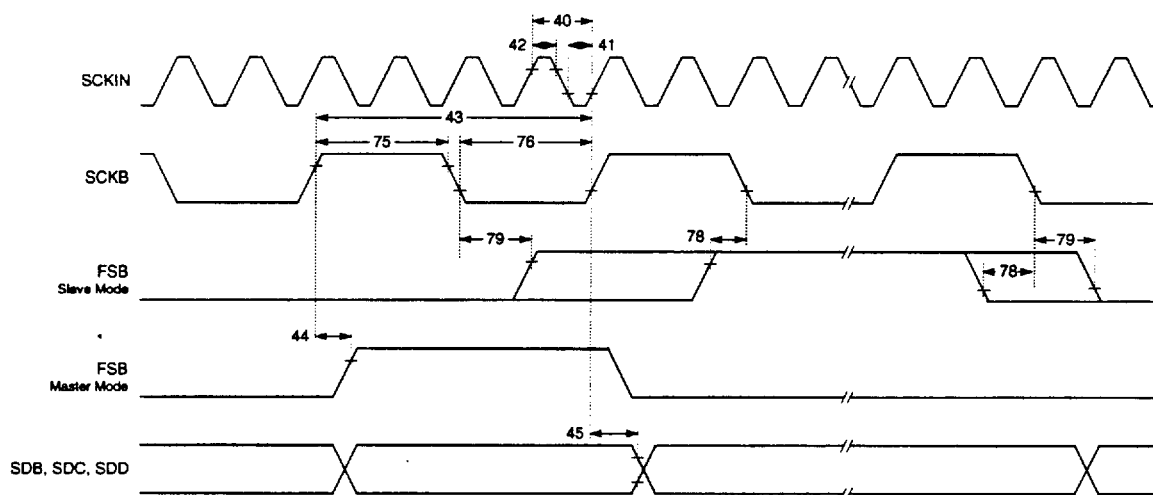 40
42
41
SCKIN
43
75
76
SCKB
79
78
79
FSB
Slave Mode
78
44
FSB
Master Mode
45
SDB, SDC, SDD